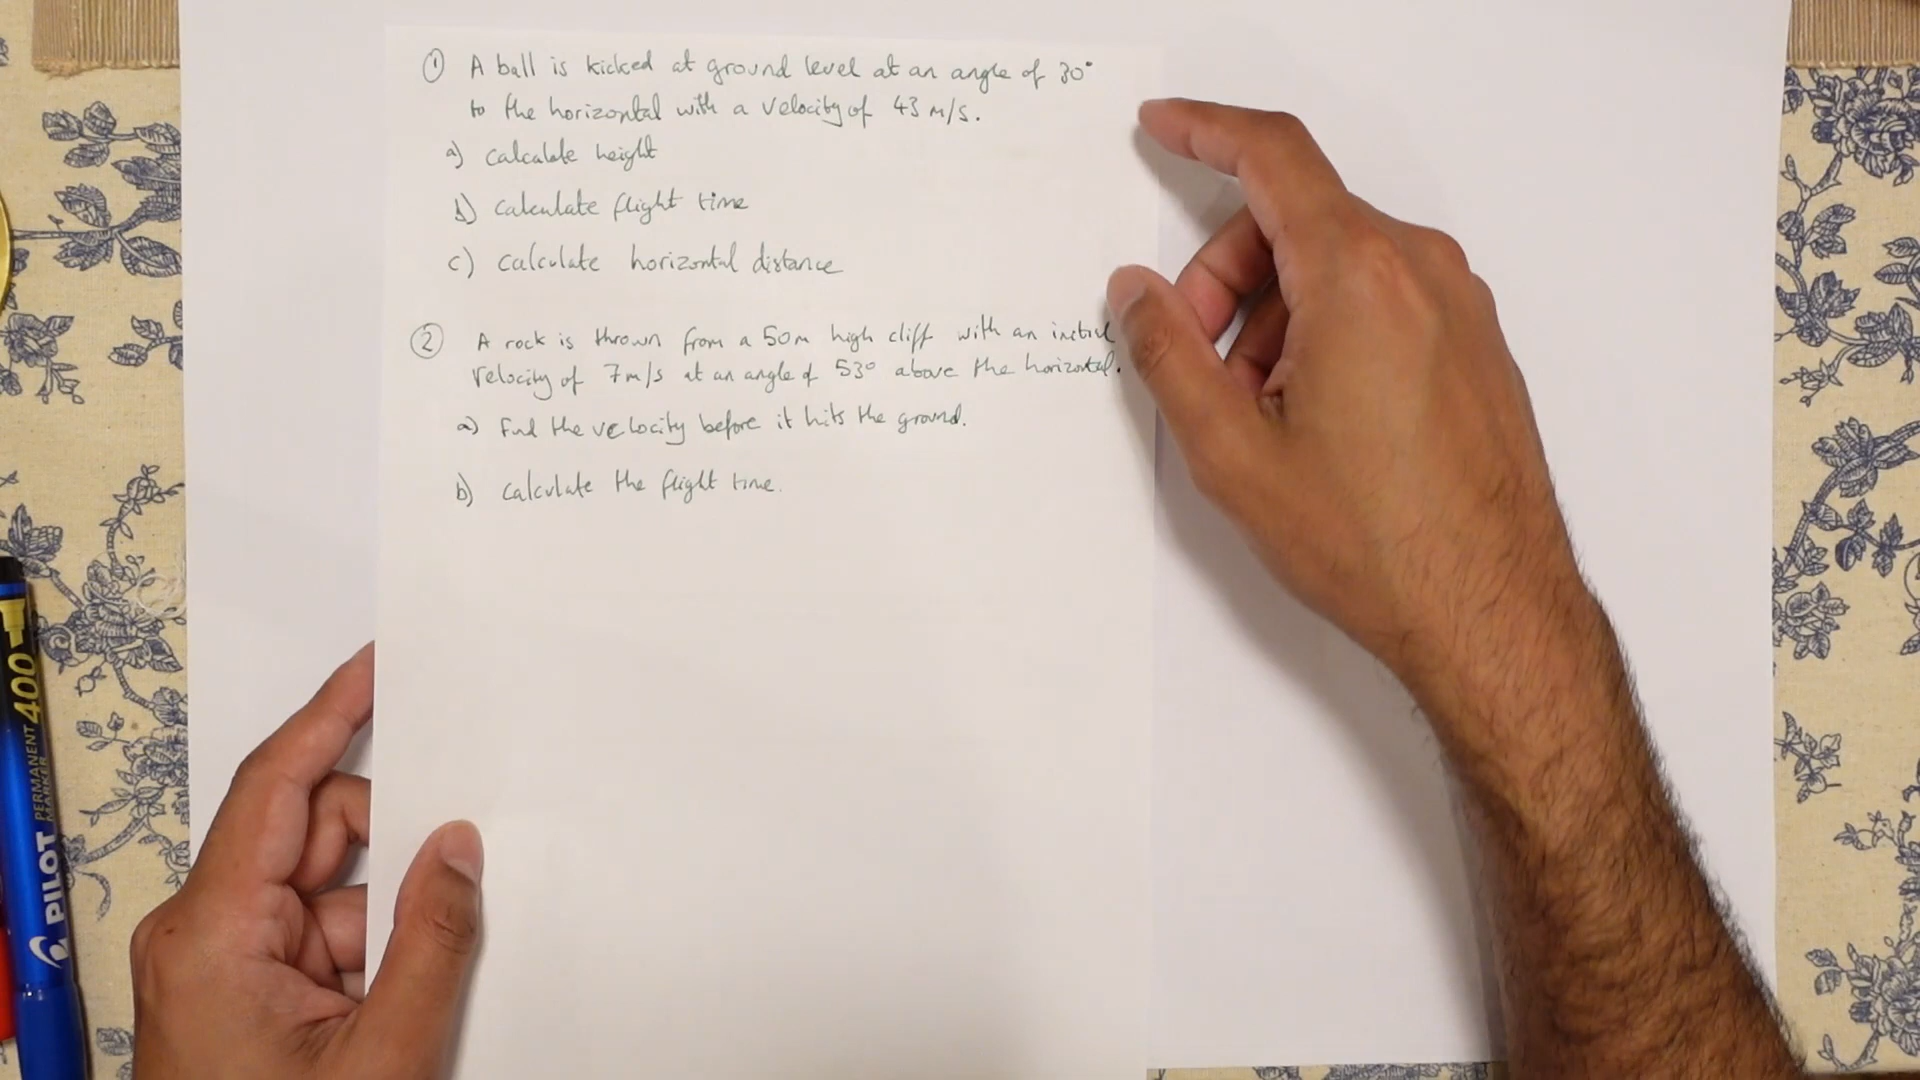 ① A ball is kicked at ground level at an angle of 30°
to the horizontal with a velocity of 43 m/s.
a) calculate height
b) calculate flight time
c) calculate horizontal distance
② A rock is thrown from a 50m high cliff with an initial
velocity of 7m/s at an angle of 53° above the horizontal.
a) Find the velocity before it hits the ground.
b) calculate the flight time.
PILOT PERMANENT MARKER 400